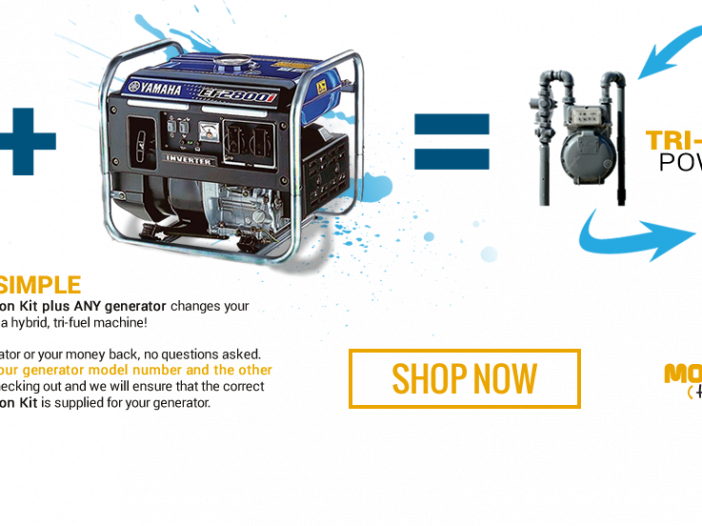 +
YAMAHA
EF2800i
INVERTER
=
TRI-
POW
SIMPLE
on Kit plus ANY generator changes your
a hybrid, tri-fuel machine!
ator or your money back, no questions asked.
our generator model number and the other
hecking out and we will ensure that the correct
on Kit is supplied for your generator.
SHOP NOW
MO